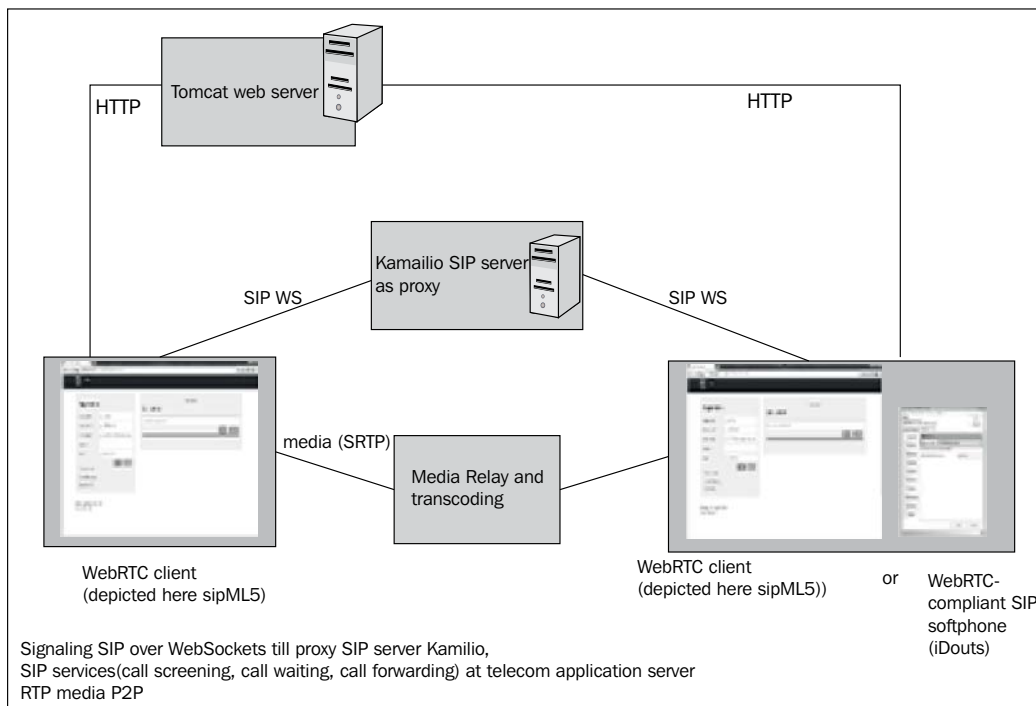 Tomcat web server
HTTP
HTTP
Kamailio SIP server
as proxy
SIP WS
SIP WS
media (SRTP)
Media Relay and
transcoding
WebRTC client
(depicted here sipML5)
WebRTC client
(depicted here sipML5))
or
WebRTC-
compliant SIP
softphone
(iDouts)
Signaling SIP over WebSockets till proxy SIP server Kamilio,
SIP services(call screening, call waiting, call forwarding) at telecom application server
RTP media P2P